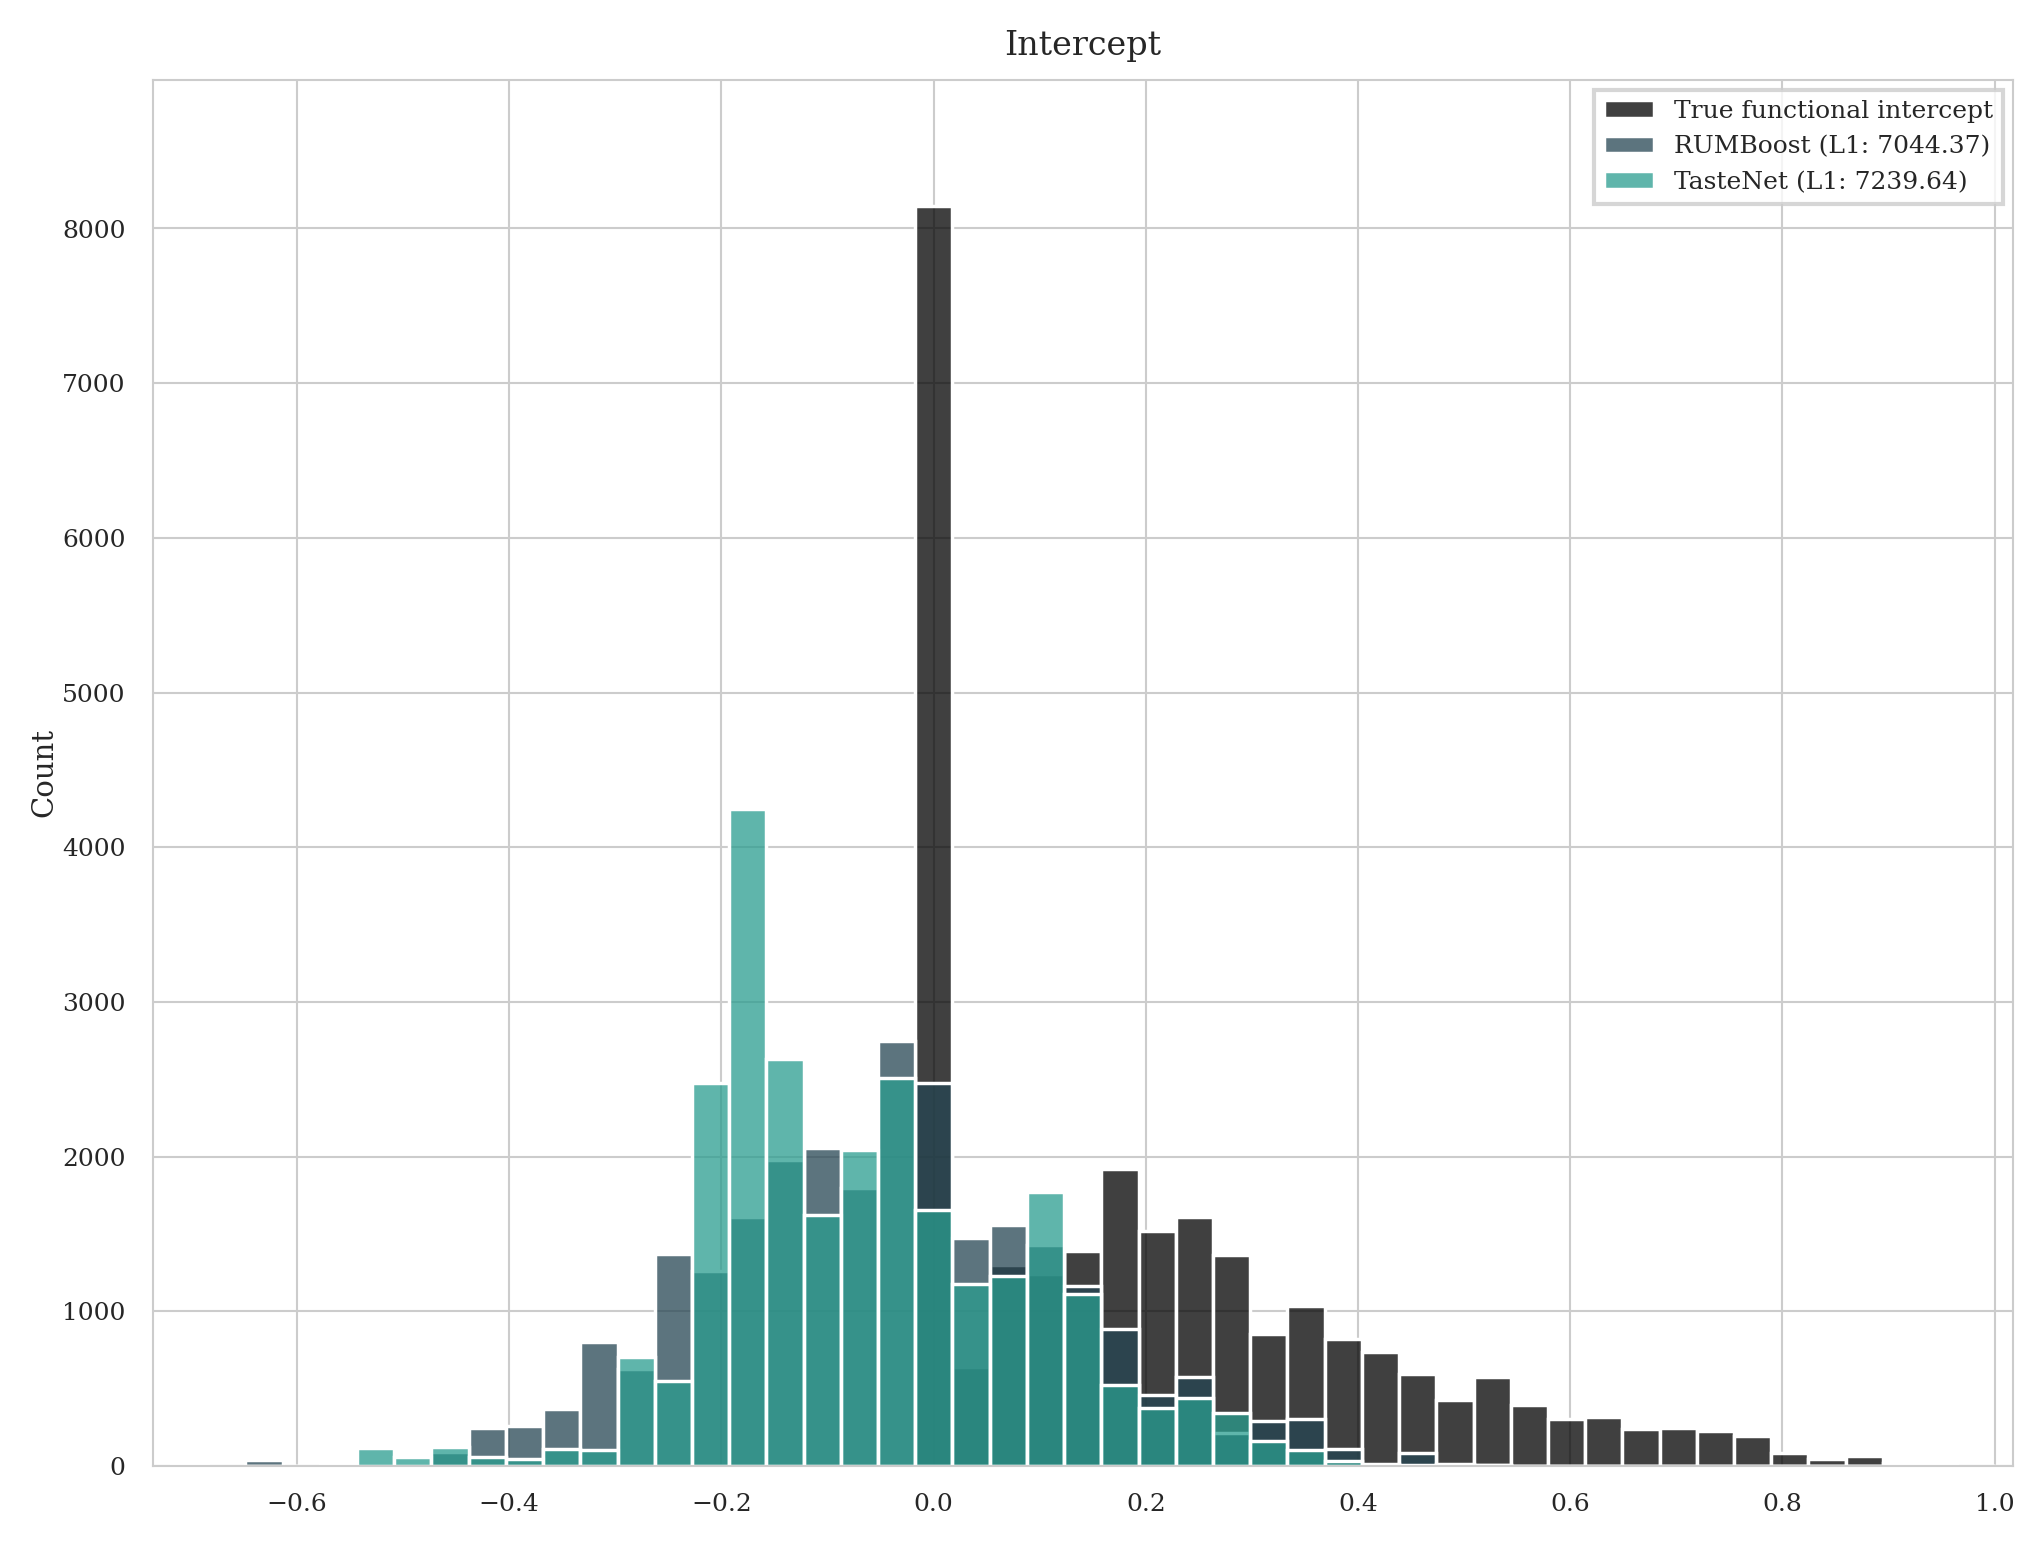 Intercept
True functional intercept
RUMBoost (L1: 7044.37)
TasteNet (L1: 7239.64)
8000
7000
6000
5000
4000
3000
2000
1000
0
Count
−0.6 −0.4 −0.2 0.0 0.2 0.4 0.6 0.8 1.0